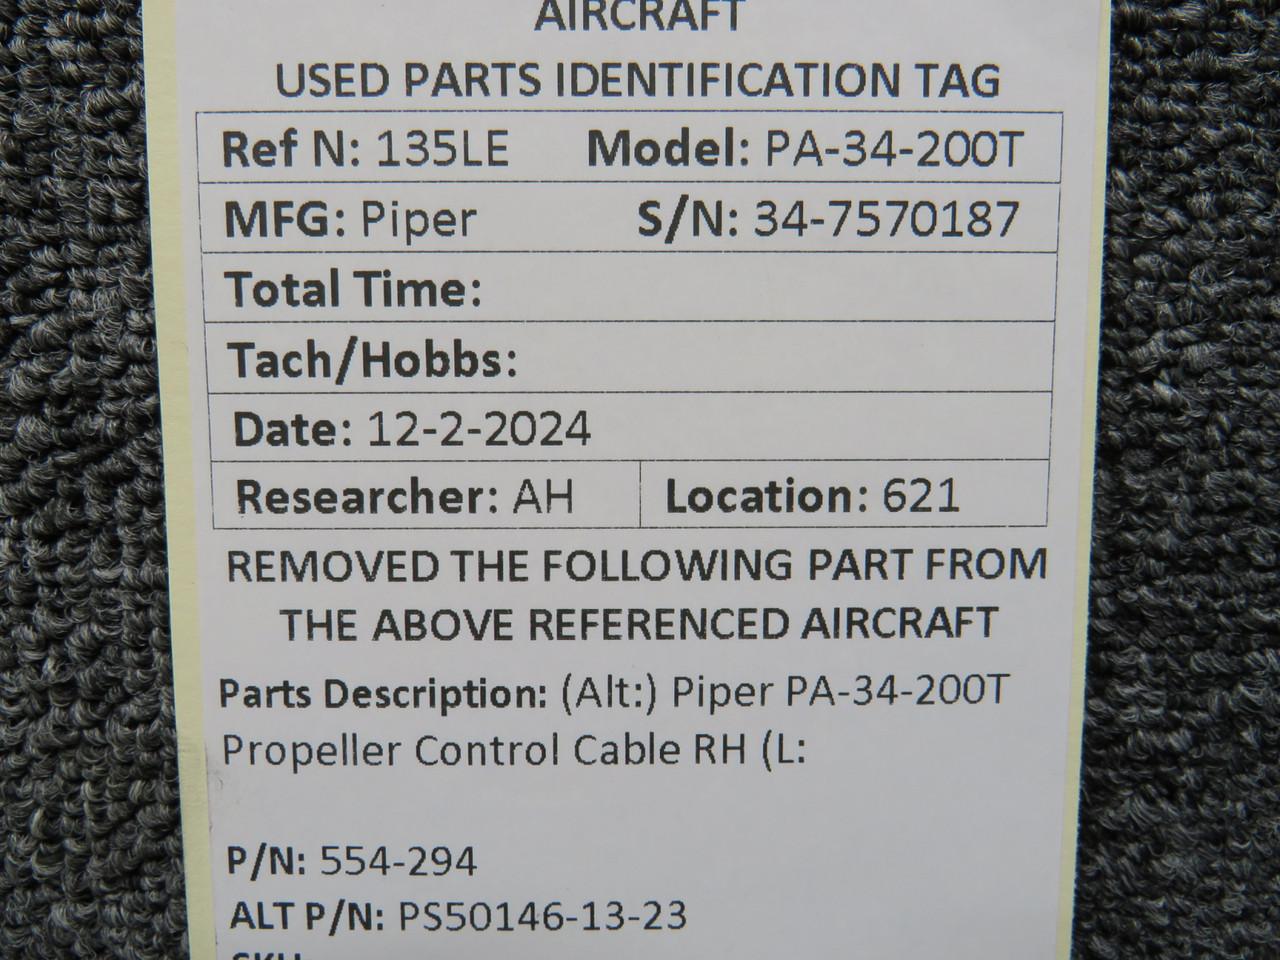 AIRCRAFT
USED PARTS IDENTIFICATION TAG
Ref N: 135LE Model: PA-34-200T
MFG: Piper S/N: 34-7570187
Total Time:
Tach/Hobbs:
Date: 12-2-2024
Researcher: AH Location: 621
REMOVED THE FOLLOWING PART FROM
THE ABOVE REFERENCED AIRCRAFT
Parts Description: (Alt:) Piper PA-34-200T
Propeller Control Cable RH (L:
P/N: 554-294
ALT P/N: PS50146-13-23
SKU: